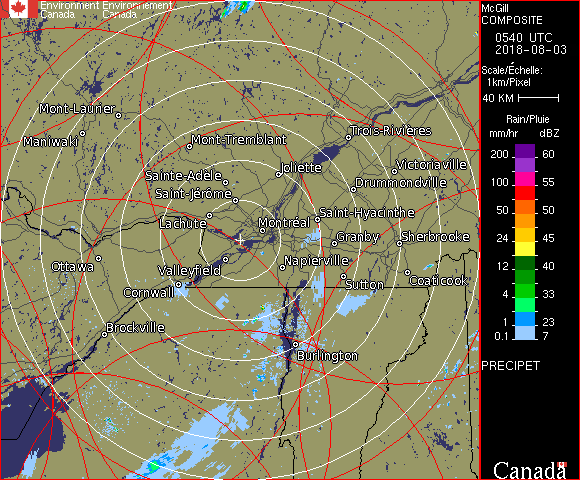 Environment Environnement
Canada Canada
McGill
COMPOSITE
0540 UTC
2018-08-03
Scale/Échelle:
1km/Pixel
40 KM
Rain/Pluie
mm/hr dBZ
200 60
150 57
100 55
50 50
24 45
12 40
4 33
1 23
0.1 7
PRECIPET
Canada
Mont-Laurier
Maniwaki
Mont-Tremblant
Trois-Rivières
Joliette
Victoriaville
Sainte-Adèle
Drummondville
Saint-Jérôme
Saint-Hyacinthe
Lachute
Montréal
Granby
Sherbrooke
Ottawa
Napierville
Valleyfield
Coaticook
Cornwall
Sutton
Brockville
Burlington